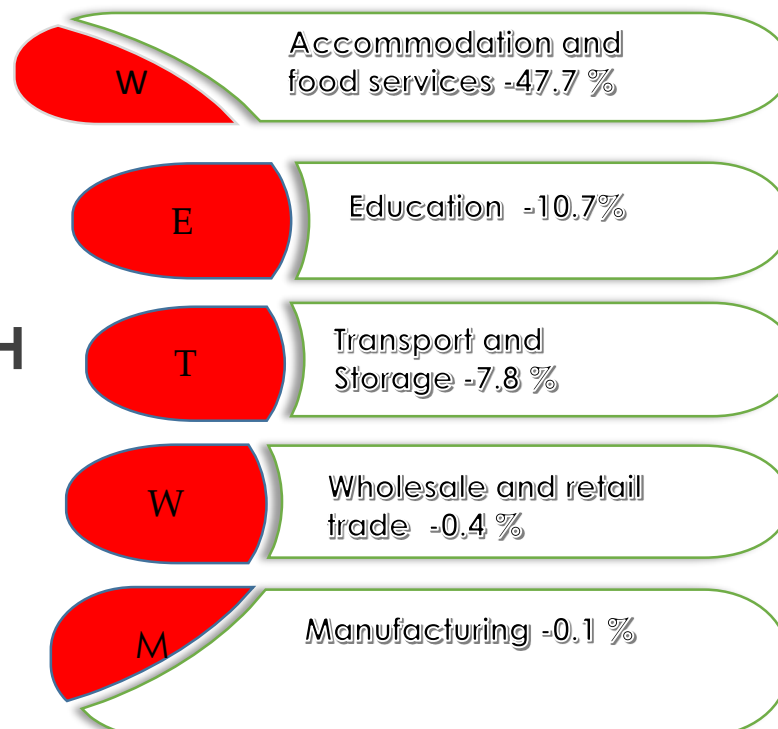 W
Accommodation and
food services -47.7 %
E
Education -10.7%
H
T
Transport and
Storage -7.8 %
W
Wholesale and retail
trade -0.4 %
M
Manufacturing -0.1 %